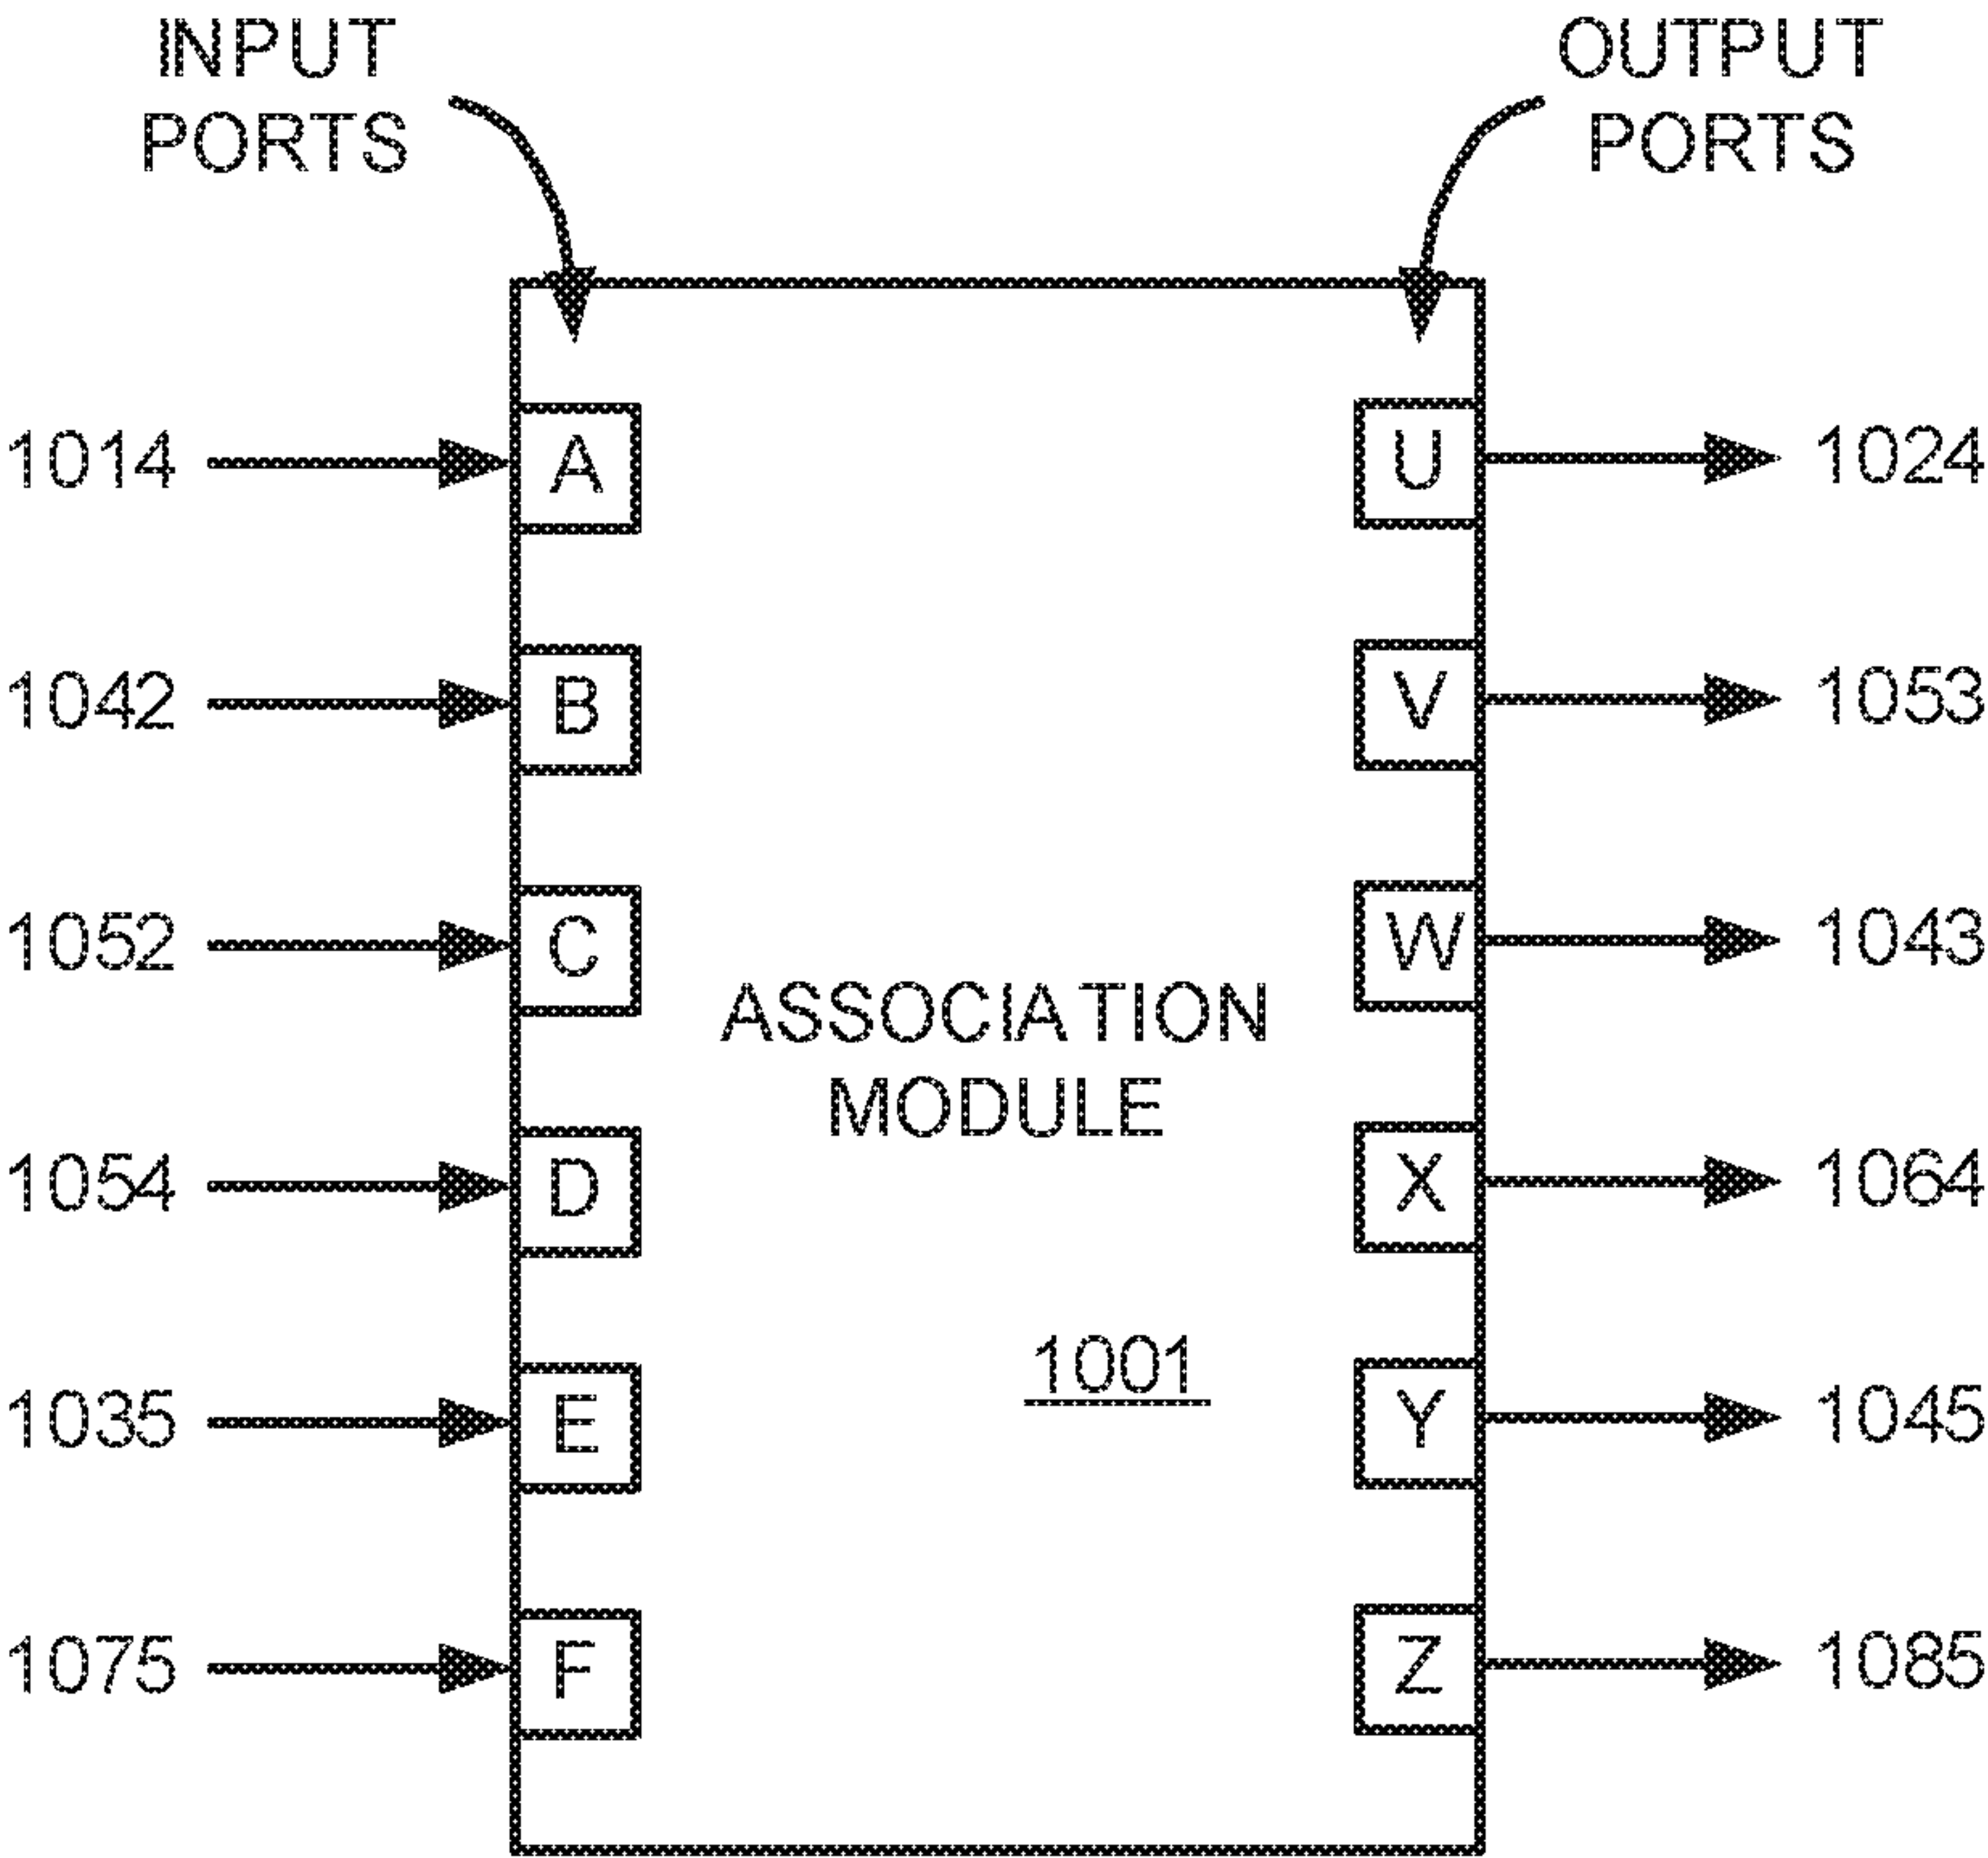 INPUT
PORTS
OUTPUT
PORTS
1014
A
U
1024
1042
B
V
1053
1052
C
W
1043
ASSOCIATION
MODULE
1054
D
X
1064
1001
1035
E
Y
1045
1075
F
Z
1085